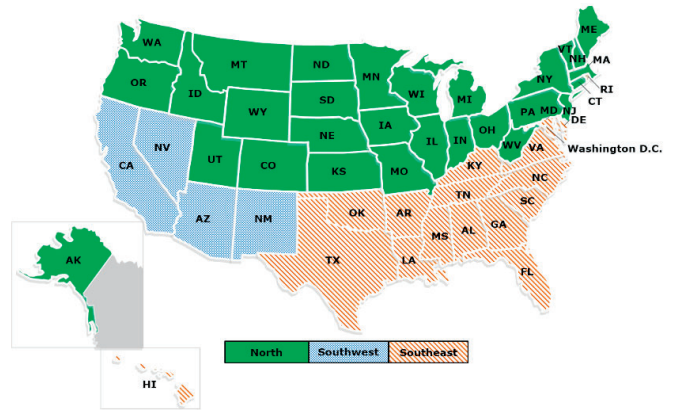 WA
OR
ID
MT
WY
ND
SD
NE
KS
MN
IA
MO
WI
IL
MI
IN
OH
ME
VT
NH
MA
NY
RI
CT
PA
MD
NJ
DE
WV
UT
CO
CA
NV
AZ
NM
TX
OK
AR
LA
KY
VA
Washington D.C.
TN
NC
SC
MS
AL
GA
FL
AK
HI
North Southwest Southeast